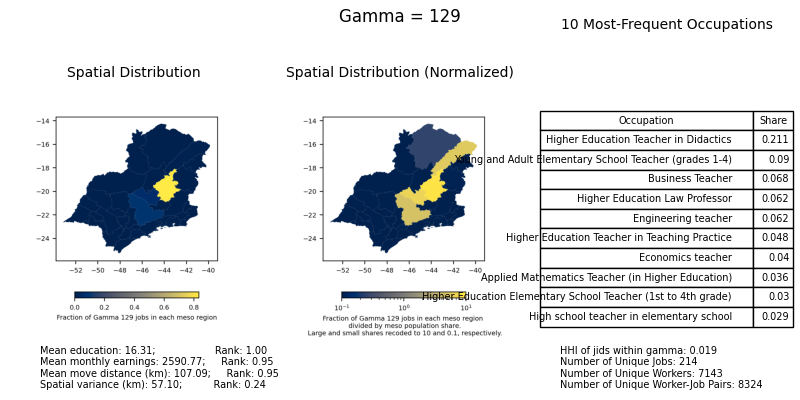 Gamma = 129
10 Most-Frequent Occupations
Spatial Distribution
Spatial Distribution (Normalized)
−14
−16
−18
−20
−22
−24
−52 −50 −48 −46 −44 −42 −40
0.0 0.2 0.4 0.6 0.8
Fraction of Gamma 129 jobs in each meso region
−14
−16
−18
−20
−22
−24
−52 −50 −48 −46 −44 −42 −40
10⁻¹ 10⁰ 10¹
Fraction of Gamma 129 jobs in each meso region
divided by meso population share.
Large and small shares recoded to 10 and 0.1, respectively.
Occupation Share
Higher Education Teacher in Didactics 0.211
Young and Adult Elementary School Teacher (grades 1-4) 0.09
Business Teacher 0.068
Higher Education Law Professor 0.062
Engineering teacher 0.062
Higher Education Teacher in Teaching Practice 0.048
Economics teacher 0.04
Applied Mathematics Teacher (in Higher Education) 0.036
Higher Education Elementary School Teacher (1st to 4th grade) 0.03
High school teacher in elementary school 0.029
Mean education: 16.31; Rank: 1.00
Mean monthly earnings: 2590.77; Rank: 0.95
Mean move distance (km): 107.09; Rank: 0.95
Spatial variance (km): 57.10; Rank: 0.24
HHI of jids within gamma: 0.019
Number of Unique Jobs: 214
Number of Unique Workers: 7143
Number of Unique Worker-Job Pairs: 8324